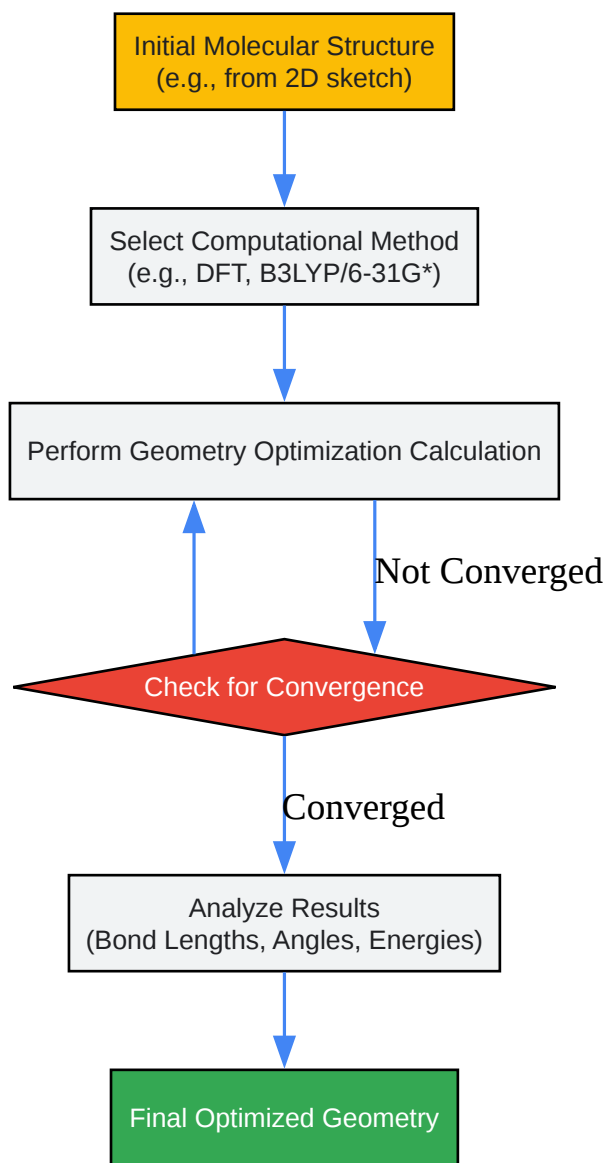 Initial Molecular Structure
(e.g., from 2D sketch)
Select Computational Method
(e.g., DFT, B3LYP/6-31G*)
Perform Geometry Optimization Calculation
Not Converged
Check for Convergence
Converged
Analyze Results
(Bond Lengths, Angles, Energies)
Final Optimized Geometry